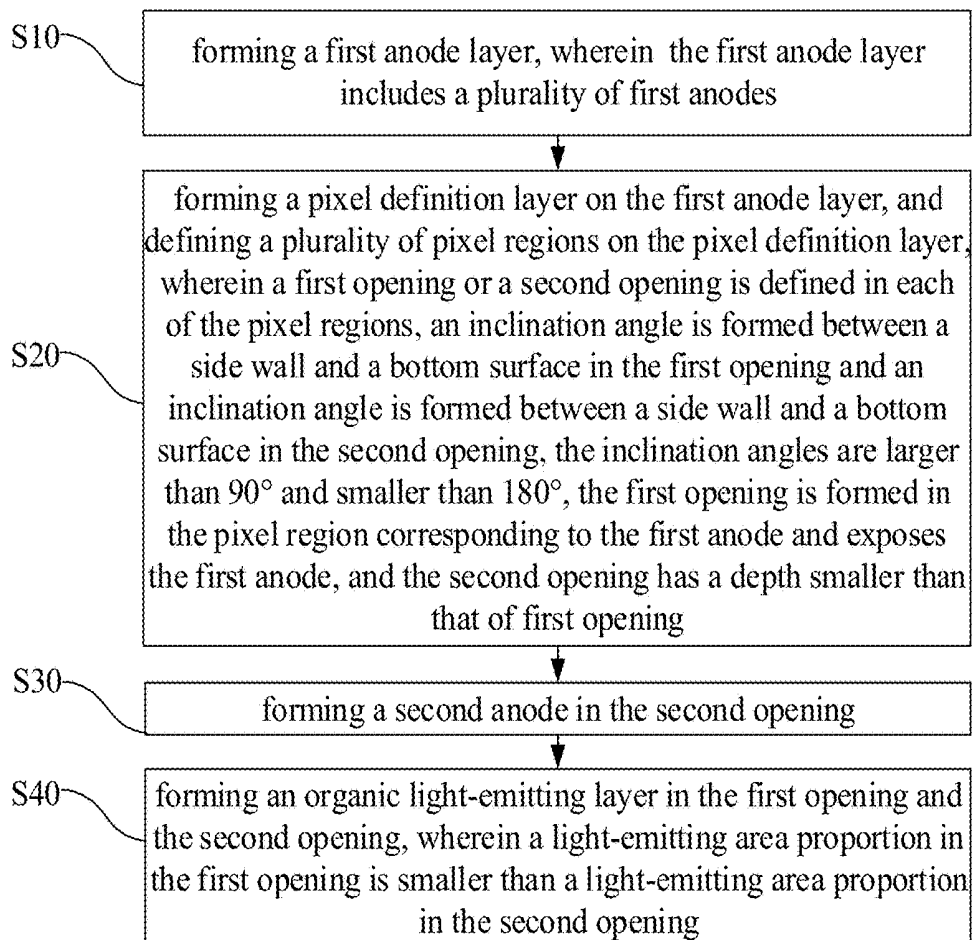 S10
forming a first anode layer, wherein the first anode layer
includes a plurality of first anodes
S20
forming a pixel definition layer on the first anode layer, and
defining a plurality of pixel regions on the pixel definition layer,
wherein a first opening or a second opening is defined in each
of the pixel regions, an inclination angle is formed between a
side wall and a bottom surface in the first opening and an
inclination angle is formed between a side wall and a bottom
surface in the second opening, the inclination angles are larger
than 90° and smaller than 180°, the first opening is formed in
the pixel region corresponding to the first anode and exposes
the first anode, and the second opening has a depth smaller than
that of first opening
S30
forming a second anode in the second opening
S40
forming an organic light-emitting layer in the first opening and
the second opening, wherein a light-emitting area proportion in
the first opening is smaller than a light-emitting area proportion
in the second opening